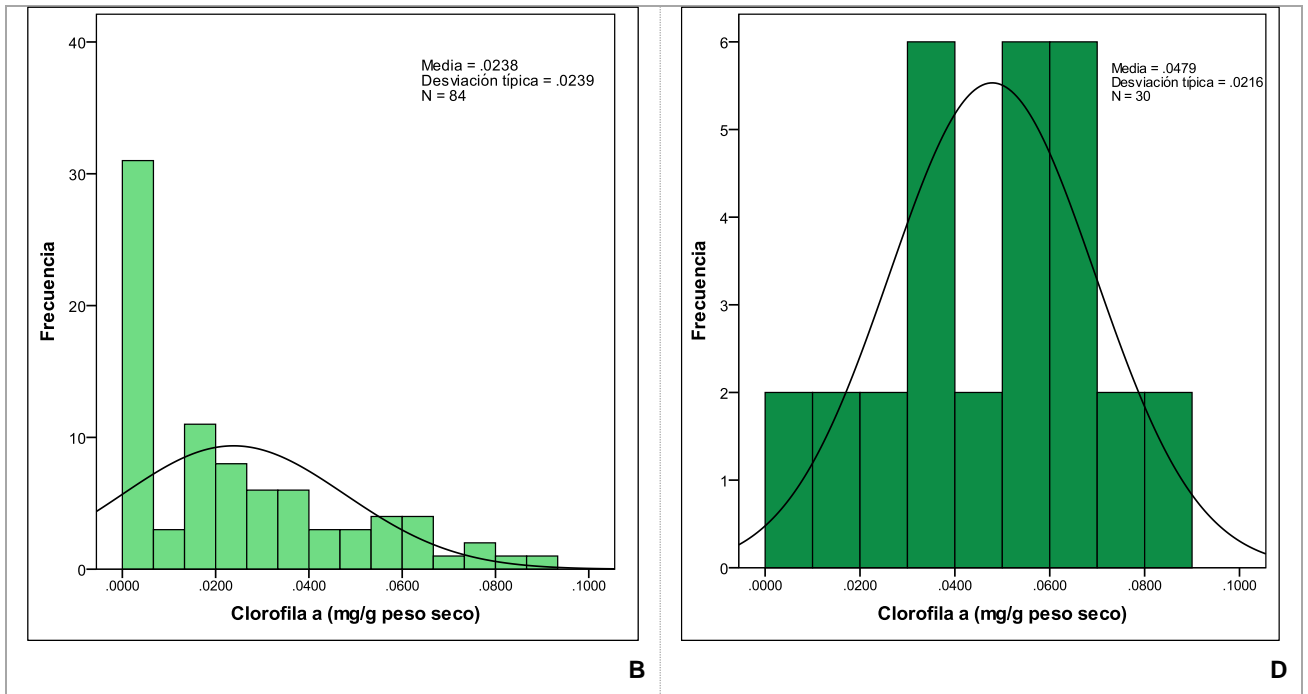 40
30
20
10
0
Frecuencia
Media = .0238
Desviación típica = .0239
N = 84
.0000 .0200 .0400 .0600 .0800 .1000
Clorofila a (mg/g peso seco)
B
6
5
4
3
2
1
0
Frecuencia
Media = .0479
Desviación típica = .0216
N = 30
.0000 .0200 .0400 .0600 .0800 .1000
Clorofila a (mg/g peso seco)
D